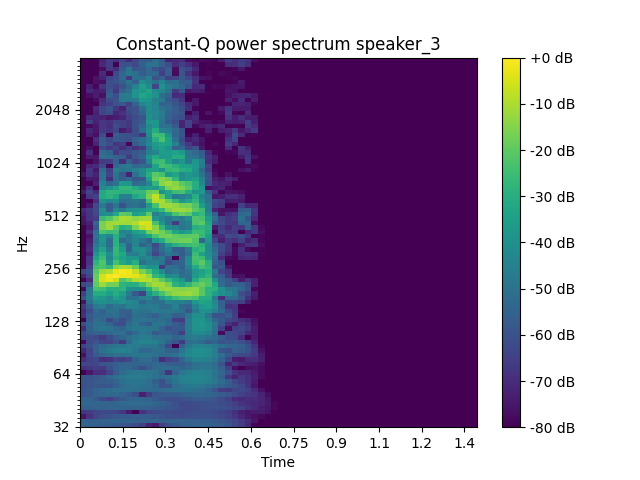 Constant-Q power spectrum speaker_3
Hz
2048
1024
512
256
128
64
32
0 0.15 0.3 0.45 0.6 0.75 0.9 1.1 1.2 1.4
Time
+0 dB
-10 dB
-20 dB
-30 dB
-40 dB
-50 dB
-60 dB
-70 dB
-80 dB